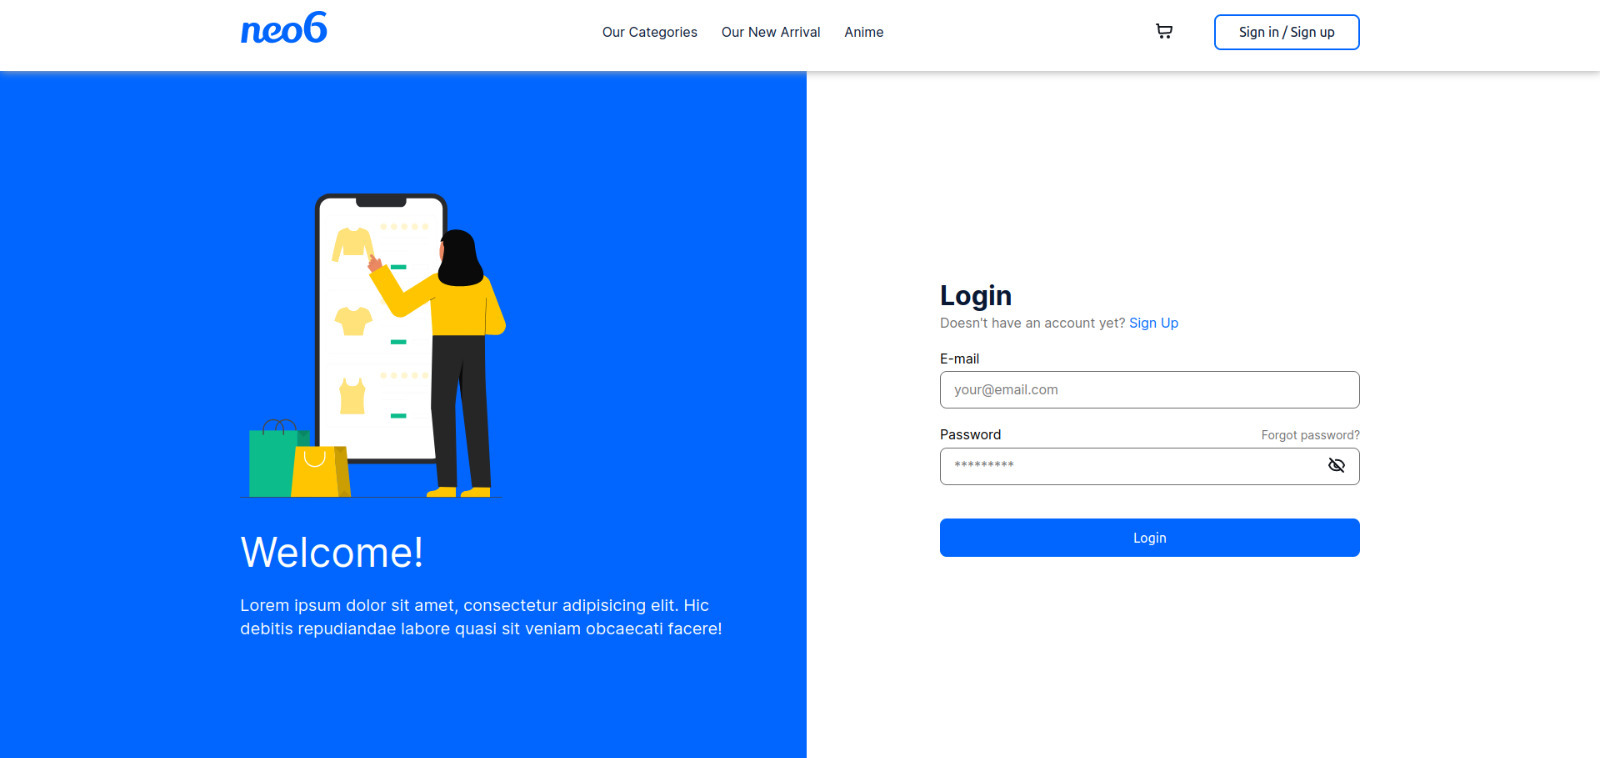 neo6
Our Categories Our New Arrival Anime
Sign in / Sign up
Welcome!
Lorem ipsum dolor sit amet, consectetur adipisicing elit. Hic
debitis repudiandae labore quasi sit veniam obcaecati facere!
Login
Doesn't have an account yet? Sign Up
E-mail
your@email.com
Password Forgot password?
*********
Login